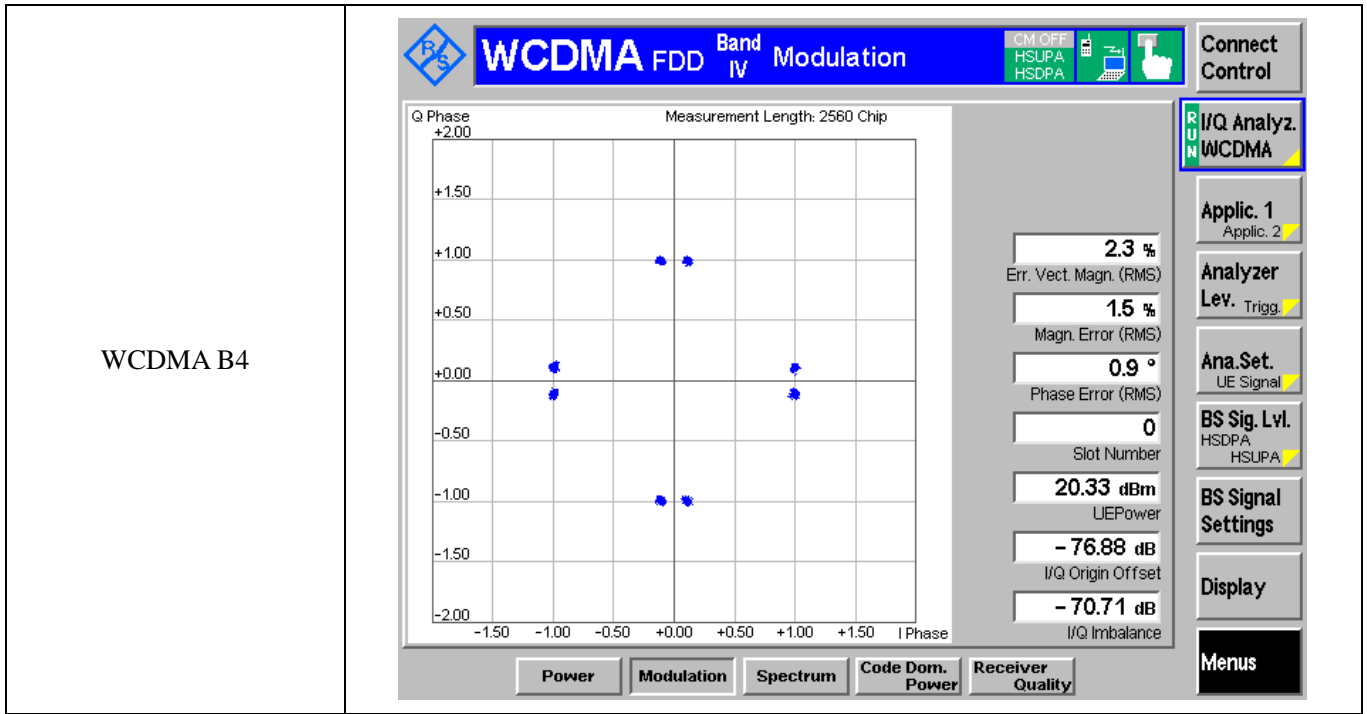 WCDMA B4
R&S
WCDMA FDD Band IV Modulation
CM OFF
HSUPA
HSDPA
Connect
Control
Q Phase
Measurement Length: 2560 Chip
+2.00
+1.50
+1.00
+0.50
+0.00
-0.50
-1.00
-1.50
-2.00
-1.50 -1.00 -0.50 +0.00 +0.50 +1.00 +1.50 I Phase
2.3 %
Err. Vect. Magn. (RMS)
1.5 %
Magn. Error (RMS)
0.9 °
Phase Error (RMS)
0
Slot Number
20.33 dBm
UEPower
– 76.88 dB
I/Q Origin Offset
– 70.71 dB
I/Q Imbalance
RUN
I/Q Analyz.
WCDMA
Applic. 1
Applic. 2
Analyzer
Lev. Trigg.
Ana.Set.
UE Signal
BS Sig. Lvl.
HSDPA
HSUPA
BS Signal
Settings
Display
Menus
Power
Modulation
Spectrum
Code Dom.
Power
Receiver
Quality